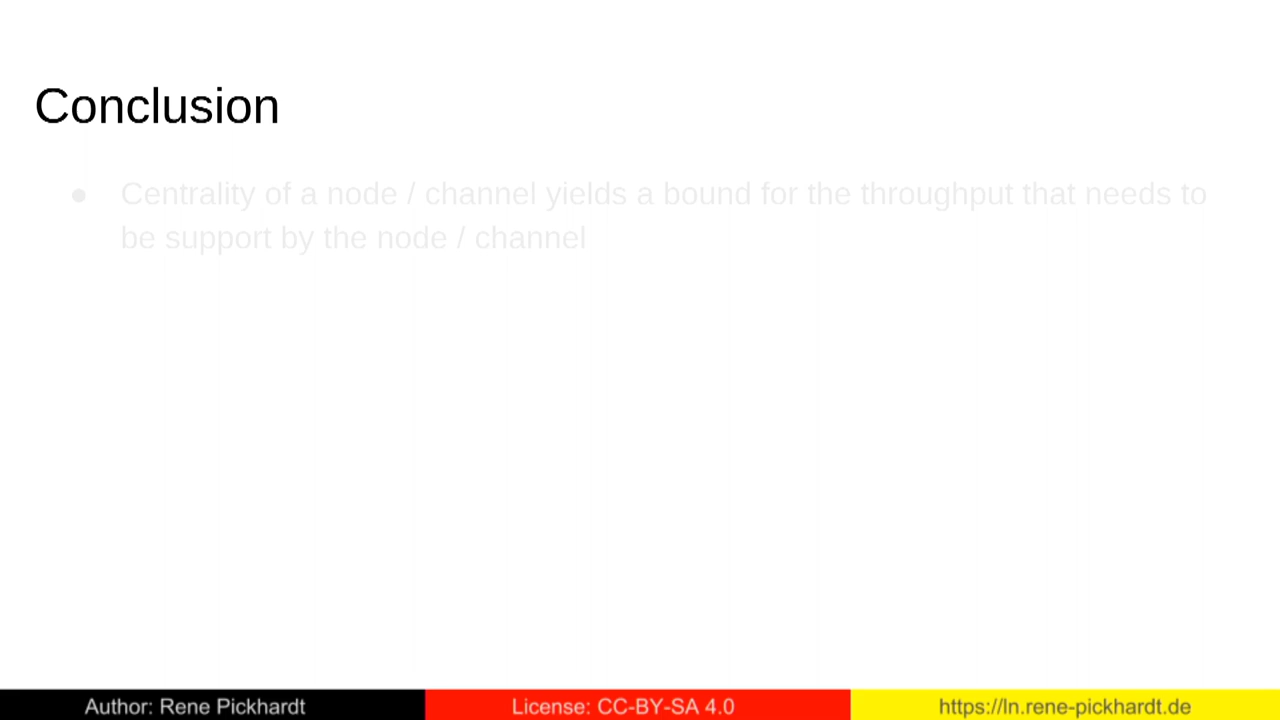 Conclusion
● Centrality of a node / channel yields a bound for the throughput that needs to
be support by the node / channel
Author: Rene Pickhardt
License: CC-BY-SA 4.0
https://ln.rene-pickhardt.de